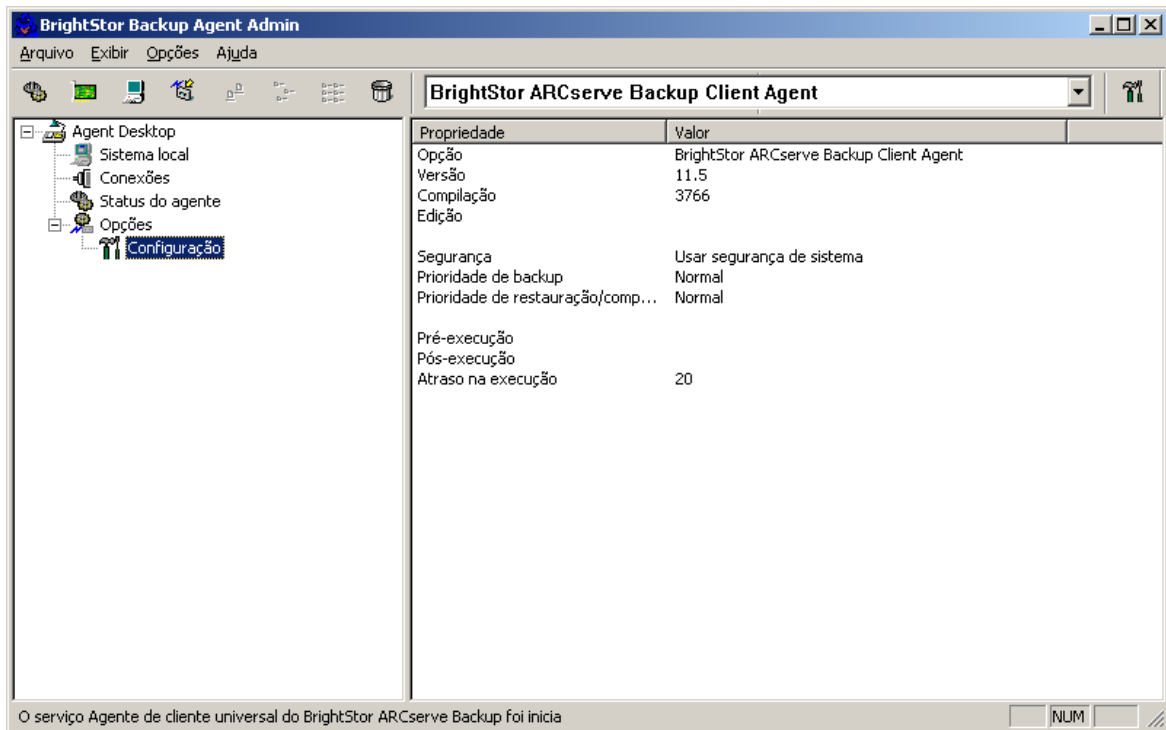 BrightStor Backup Agent Admin
Arquivo Exibir Opções Ajuda
BrightStor ARCserve Backup Client Agent
Agent Desktop
Sistema local
Conexões
Status do agente
Opções
Configuração
Propriedade Valor
Opção BrightStor ARCserve Backup Client Agent
Versão 11.5
Compilação 3766
Edição
Segurança Usar segurança de sistema
Prioridade de backup Normal
Prioridade de restauração/comp... Normal
Pré-execução
Pós-execução
Atraso na execução 20
O serviço Agente de cliente universal do BrightStor ARCserve Backup foi inicia
NUM